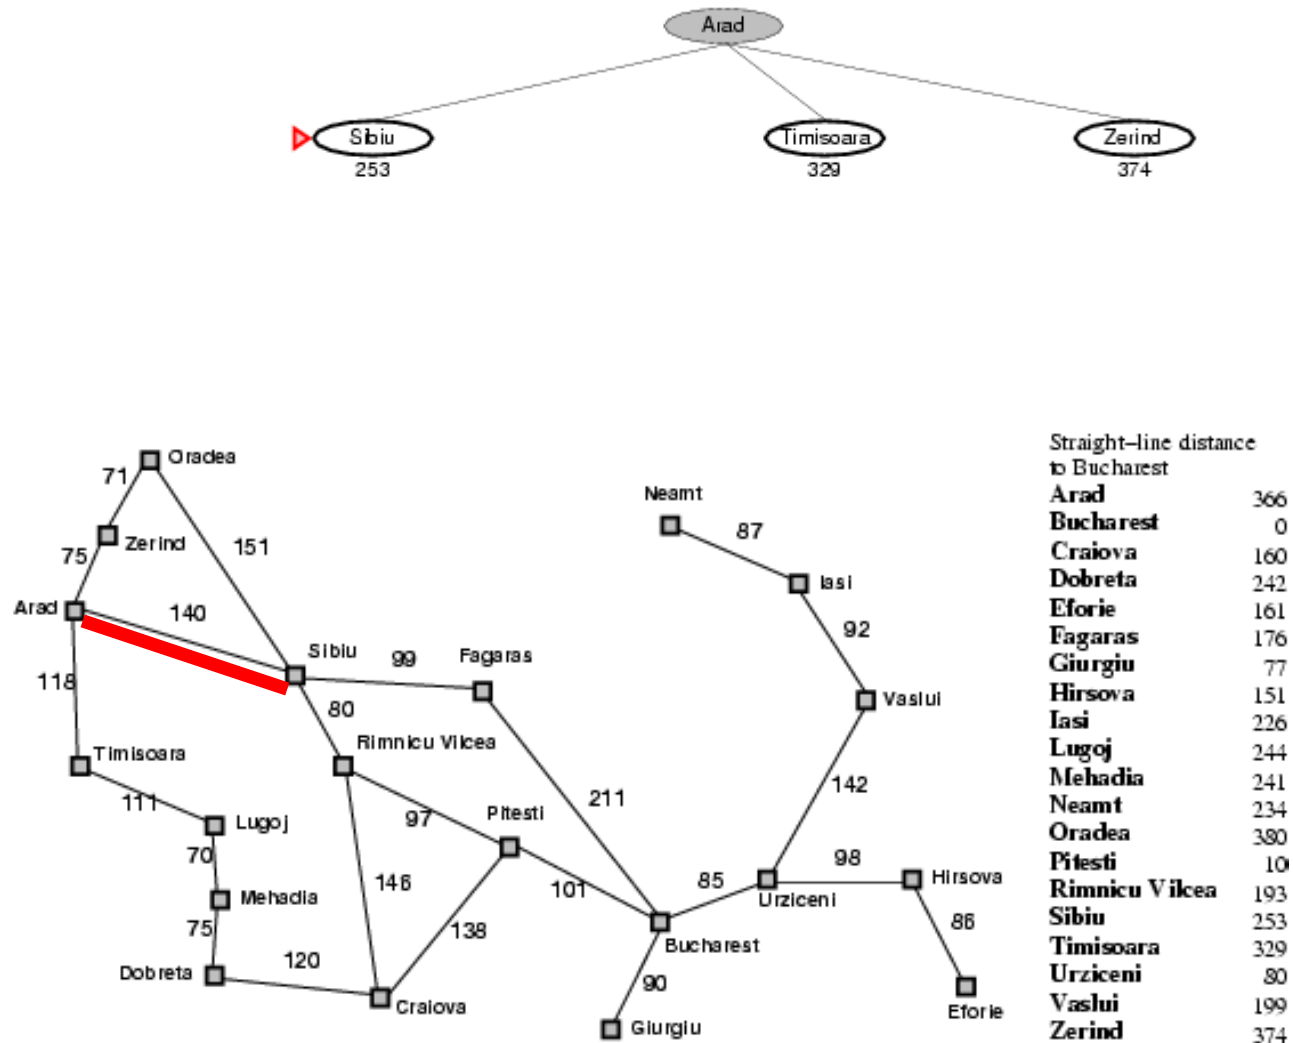 Arad
Sibiu
Timisoara
Zerind
253
329
374
Oradea
71
Neamt
87
Zerind
151
75
Iasi
Arad
140
92
Sibiu
99
Fagaras
118
80
Vaslui
Rimnicu Vilcea
Timisoara
142
111
211
Pitesti
97
Lugoj
70
98
146
85
Hirsova
101
Mehadia
Urziceni
75
138
86
Bucharest
120
Dobreta
90
Craiova
Eforie
Giurgiu
Straight–line distance
to Bucharest
Arad 366
Bucharest 0
Craiova 160
Dobreta 242
Eforie 161
Fagaras 176
Giurgiu 77
Hirsova 151
Iasi 226
Lugoj 244
Mehadia 241
Neamt 234
Oradea 380
Pitesti 10
Rimnicu Vilcea 193
Sibiu 253
Timisoara 329
Urziceni 80
Vaslui 199
Zerind 374